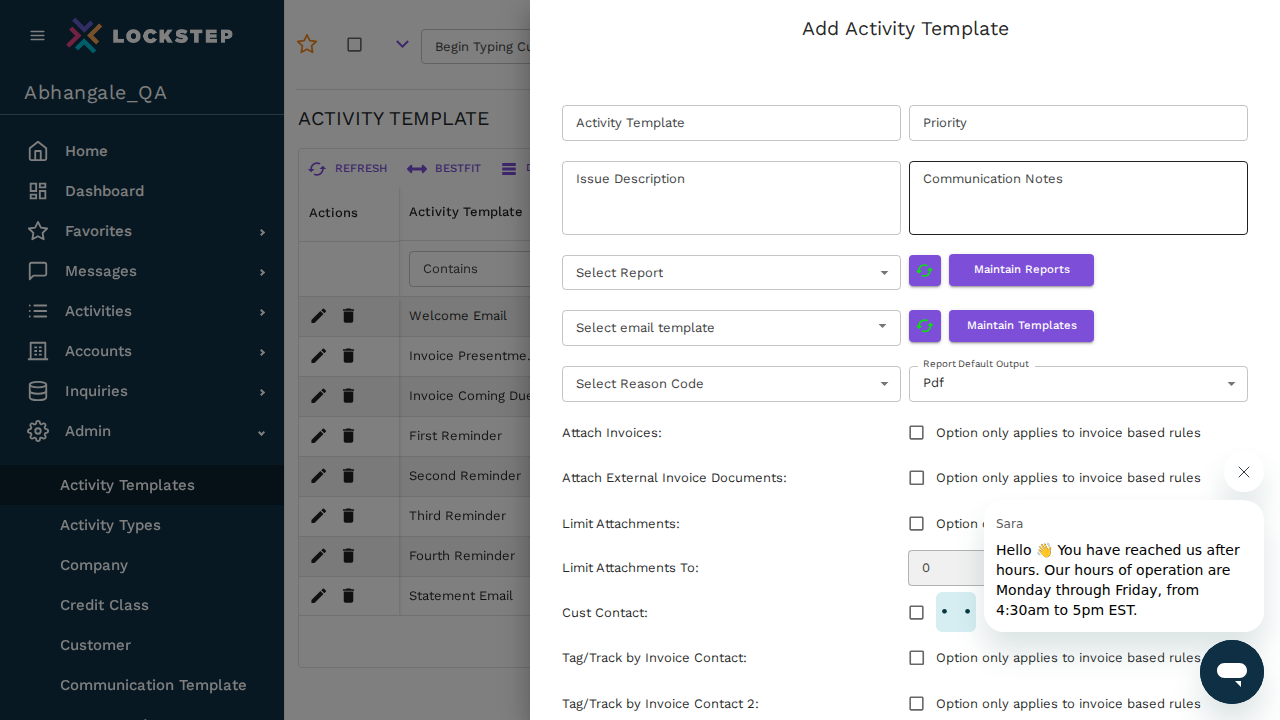 LOCKSTEP
Abhangale_QA
Home
Dashboard
Favorites
Messages
Activities
Accounts
Inquiries
Admin
Activity Templates
Activity Types
Company
Credit Class
Customer
Communication Template
Begin Typing Cu
ACTIVITY TEMPLATE
REFRESH
BESTFIT
Actions
Activity Template
Contains
Welcome Email
Invoice Presentme...
Invoice Coming Due
First Reminder
Second Reminder
Third Reminder
Fourth Reminder
Statement Email
Add Activity Template
Activity Template
Priority
Issue Description
Communication Notes
Select Report
Maintain Reports
Select email template
Maintain Templates
Select Reason Code
Report Default Output
Pdf
Attach Invoices:
Option only applies to invoice based rules
Attach External Invoice Documents:
Option only applies to invoice based rules
Limit Attachments:
Option
Limit Attachments To:
0
Cust Contact:
Tag/Track by Invoice Contact:
Option only applies to invoice based rules
Tag/Track by Invoice Contact 2:
Option only applies to invoice based rules
Sara
Hello 👋 You have reached us after
hours. Our hours of operation are
Monday through Friday, from
4:30am to 5pm EST.